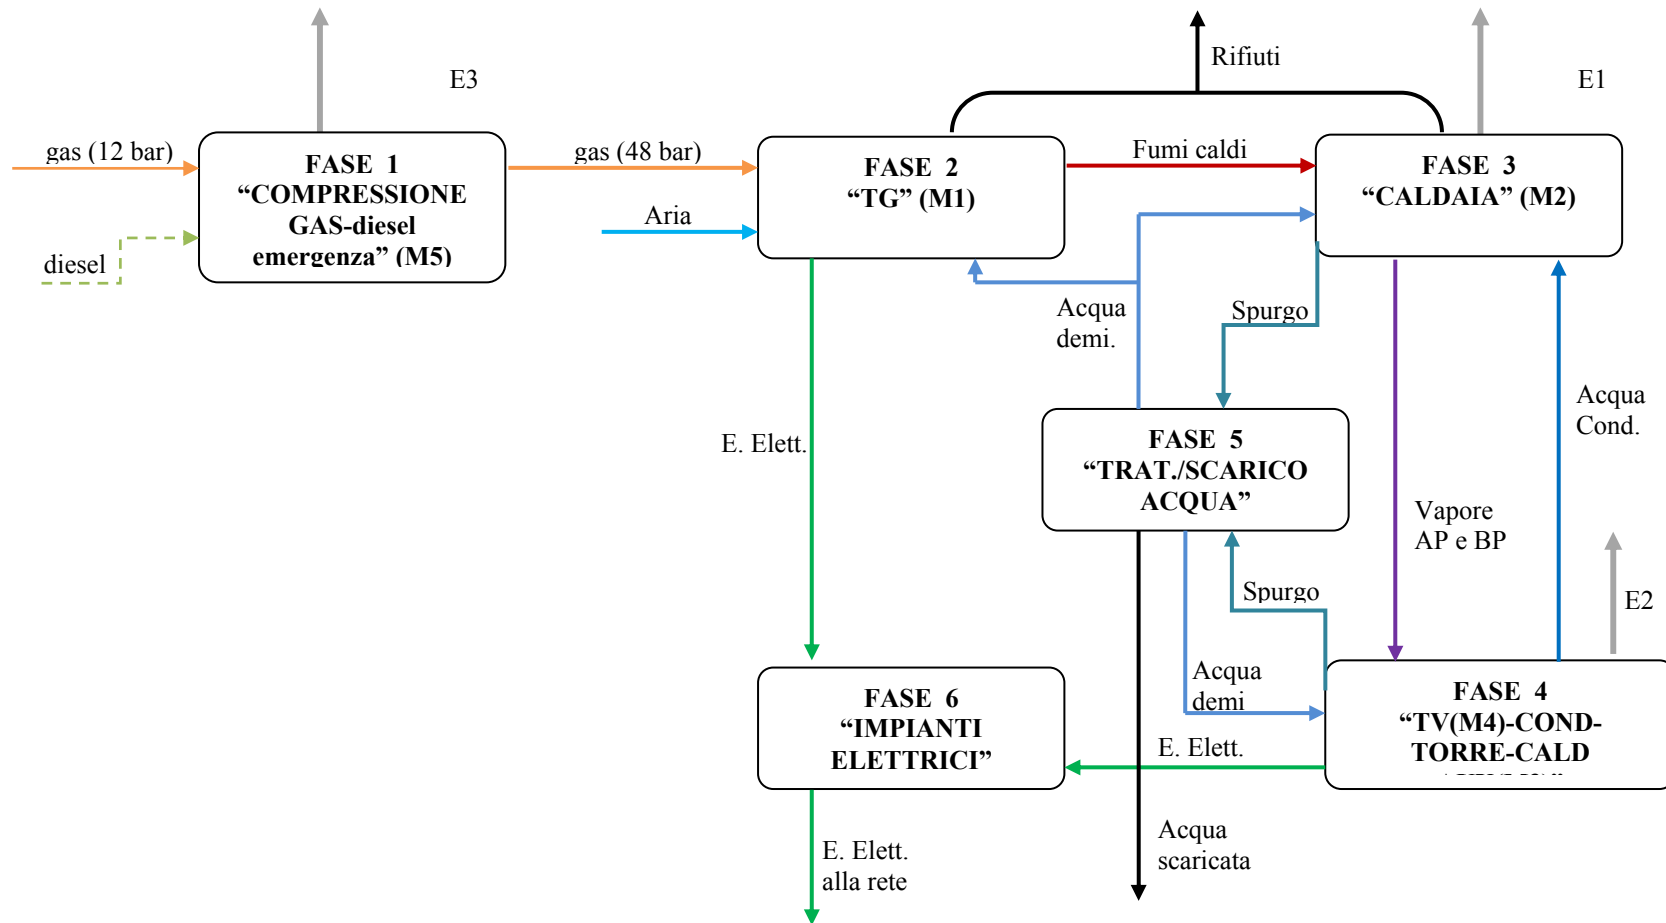 E3
Rifiuti
E1
gas (12 bar)
FASE 1
“COMPRESSIONE
GAS-diesel
emergenza” (M5)
diesel
gas (48 bar)
Aria
FASE 2
“TG” (M1)
Fumi caldi
FASE 3
“CALDAIA” (M2)
Acqua
demi.
Spurgo
Acqua
Cond.
E. Elett.
FASE 5
“TRAT./SCARICO
ACQUA”
Vapore
AP e BP
Spurgo
E2
Acqua
demi
FASE 6
“IMPIANTI
ELETTRICI”
E. Elett.
FASE 4
“TV(M4)-COND-
TORRE-CALD
E. Elett.
alla rete
Acqua
scaricata